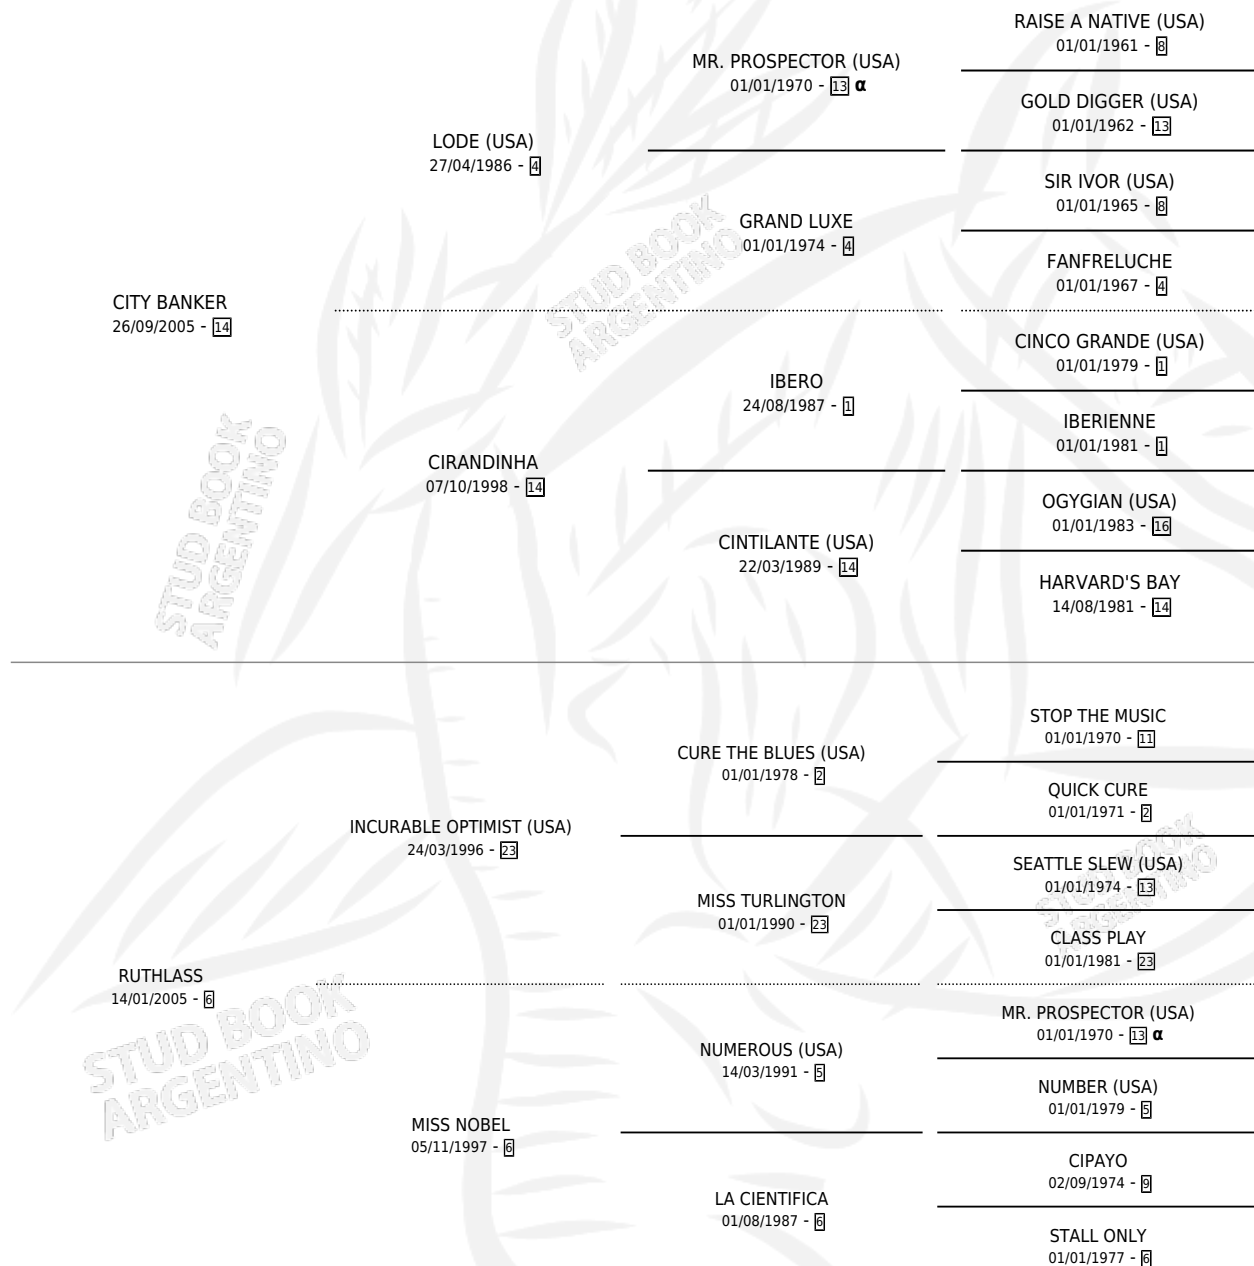 RAISE A NATIVE (USA)
01/01/1961 - 8
MR. PROSPECTOR (USA)
01/01/1970 - 13 α
GOLD DIGGER (USA)
01/01/1962 - 13
LODE (USA)
27/04/1986 - 4
SIR IVOR (USA)
01/01/1965 - 8
GRAND LUXE
01/01/1974 - 4
FANFRELUCHE
01/01/1967 - 4
CITY BANKER
26/09/2005 - 14
CINCO GRANDE (USA)
01/01/1979 - 1
IBERO
24/08/1987 - 1
IBERIENNE
01/01/1981 - 1
CIRANDINHA
07/10/1998 - 14
OGYGIAN (USA)
01/01/1983 - 16
CINTILANTE (USA)
22/03/1989 - 14
HARVARD'S BAY
14/08/1981 - 14
STOP THE MUSIC
01/01/1970 - 11
CURE THE BLUES (USA)
01/01/1978 - 2
QUICK CURE
01/01/1971 - 2
INCURABLE OPTIMIST (USA)
24/03/1996 - 23
SEATTLE SLEW (USA)
01/01/1974 - 13
MISS TURLINGTON
01/01/1990 - 23
CLASS PLAY
01/01/1981 - 23
RUTHLASS
14/01/2005 - 6
MR. PROSPECTOR (USA)
01/01/1970 - 13 α
NUMEROUS (USA)
14/03/1991 - 5
NUMBER (USA)
01/01/1979 - 5
MISS NOBEL
05/11/1997 - 6
CIPAYO
02/09/1974 - 9
LA CIENTIFICA
01/08/1987 - 6
STALL ONLY
01/01/1977 - 6
STUD BOOK
ARGENTINO
STUD BOOK
ARGENTINO
STUD BOOK
ARGENTINO
STUD BOOK
ARGENTINO